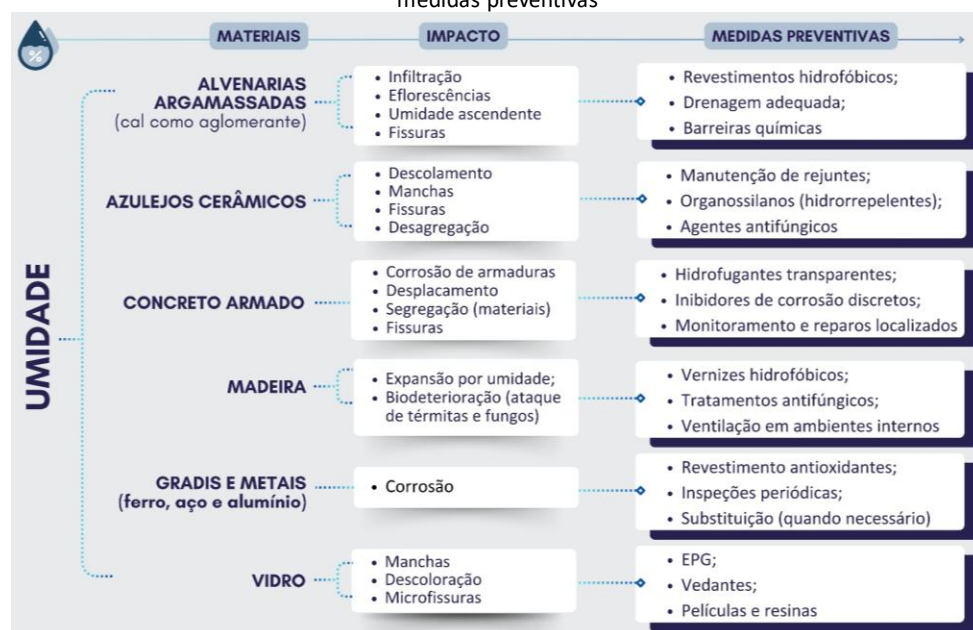 medidas preventivas
%
MATERIAIS
IMPACTO
MEDIDAS PREVENTIVAS
UMIDADE
ALVENARIAS
ARGAMASSADAS
(cal como aglomerante)
• Infiltração
• Eflorescências
• Umidade ascendente
• Fissuras
• Revestimentos hidrofóbicos;
• Drenagem adequada;
• Barreiras químicas
AZULEJOS CERÂMICOS
• Descolamento
• Manchas
• Fissuras
• Desagregação
• Manutenção de rejuntes;
• Organossilanos (hidrorrepelentes);
• Agentes antifúngicos
CONCRETO ARMADO
• Corrosão de armaduras
• Desplacamento
• Segregação (materiais)
• Fissuras
• Hidrofugantes transparentes;
• Inibidores de corrosão discretos;
• Monitoramento e reparos localizados
MADEIRA
• Expansão por umidade;
• Biodeterioração (ataque
de térmitas e fungos)
• Vernizes hidrofóbicos;
• Tratamentos antifúngicos;
• Ventilação em ambientes internos
GRADIS E METAIS
(ferro, aço e alumínio)
• Corrosão
• Revestimento antioxidantes;
• Inspeções periódicas;
• Substituição (quando necessário)
VIDRO
• Manchas
• Descoloração
• Microfissuras
• EPG;
• Vedantes;
• Películas e resinas